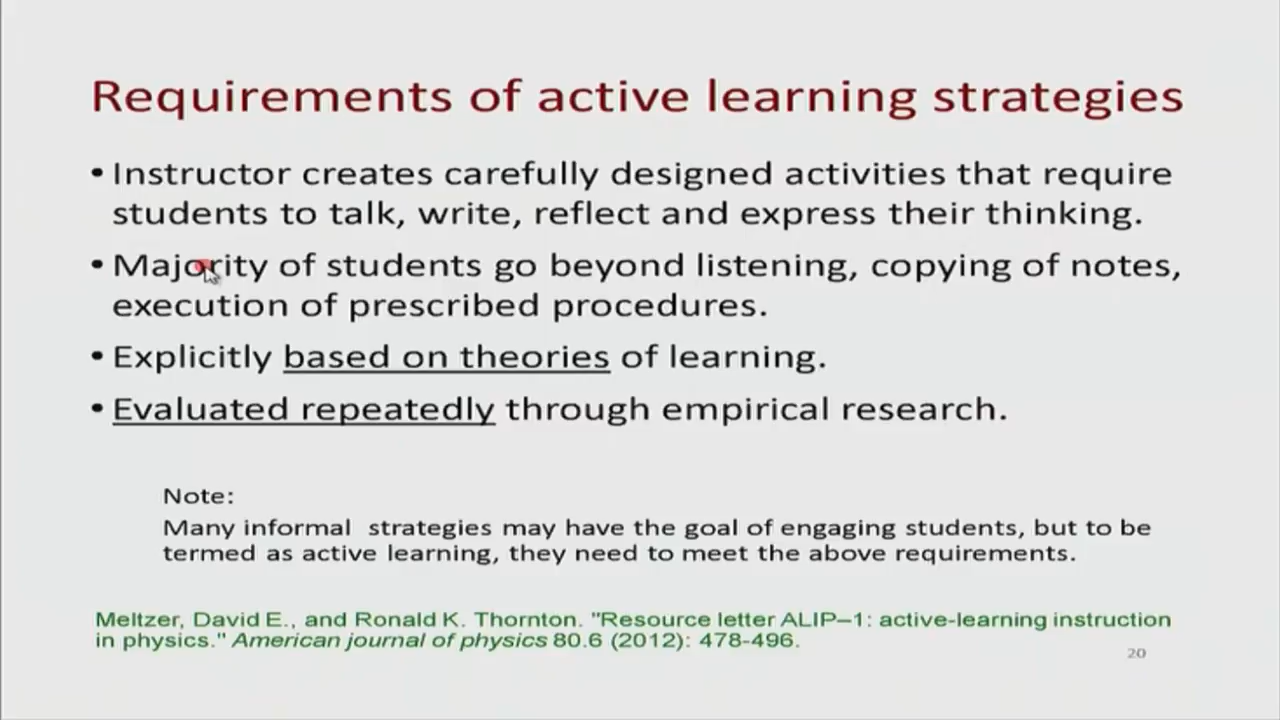 Requirements of active learning strategies
• Instructor creates carefully designed activities that require
students to talk, write, reflect and express their thinking.
• Majority of students go beyond listening, copying of notes,
execution of prescribed procedures.
• Explicitly based on theories of learning.
• Evaluated repeatedly through empirical research.
Note:
Many informal strategies may have the goal of engaging students, but to be
termed as active learning, they need to meet the above requirements.
Meltzer, David E., and Ronald K. Thornton. "Resource letter ALIP–1: active-learning instruction
in physics." American journal of physics 80.6 (2012): 478-496.
20